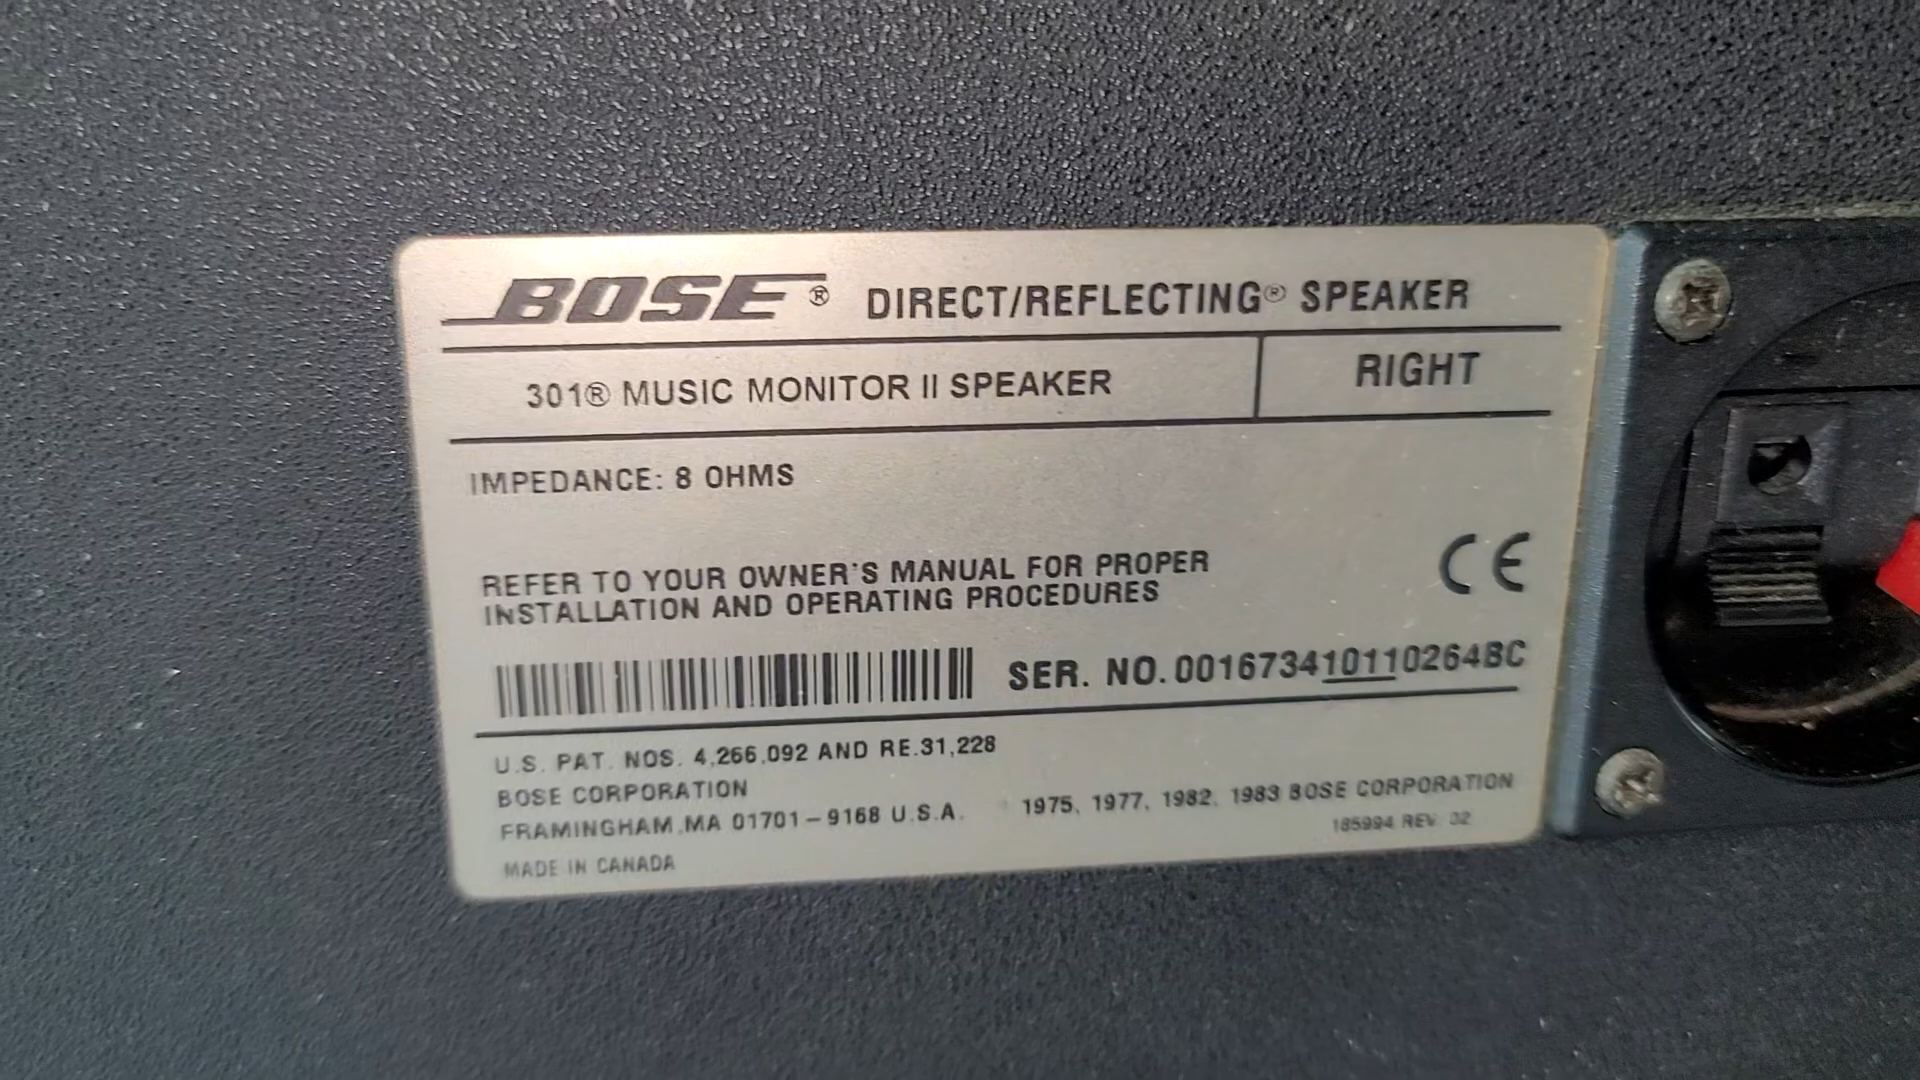 BOSE® DIRECT/REFLECTING® SPEAKER
301® MUSIC MONITOR II SPEAKER
RIGHT
IMPEDANCE: 8 OHMS
REFER TO YOUR OWNER'S MANUAL FOR PROPER
INSTALLATION AND OPERATING PROCEDURES
CE
SER. NO. 001673410110264BC
U.S. PAT. NOS. 4,266,092 AND RE.31,228
BOSE CORPORATION
FRAMINGHAM,MA 01701-9168 U.S.A.
1975, 1977, 1982, 1983 BOSE CORPORATION
185994 REV. 02
MADE IN CANADA